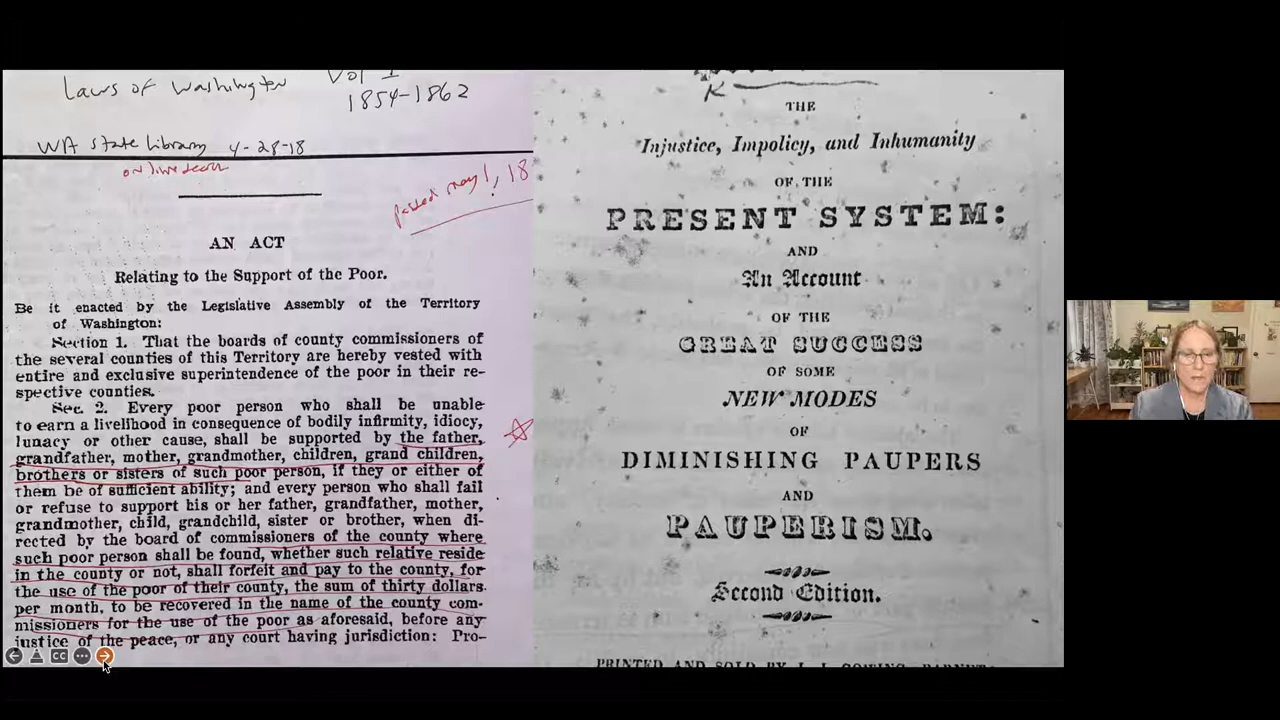 Laws of Washington Vol 1
1854-1862
WA State Library 4-28-18
passed May 1, 18
AN ACT
Relating to the Support of the Poor.
Be it enacted by the Legislative Assembly of the Territory
of Washington:
Section 1. That the boards of county commissioners of
the several counties of this Territory are hereby vested with
entire and exclusive superintendence of the poor in their re-
spective counties.
Sec. 2. Every poor person who shall be unable
to earn a livelihood in consequence of bodily infirmity, idiocy,
lunacy or other cause, shall be supported by the father,
grandfather, mother, grandmother, children, grand children,
brothers or sisters of such poor person, if they or either of
them be of sufficient ability; and every person who shall fail
or refuse to support his or her father, grandfather, mother,
grandmother, child, grandchild, sister or brother, when di-
rected by the board of commissioners of the county where
such poor person shall be found, whether such relative reside
in the county or not, shall forfeit and pay to the county, for
the use of the poor of their county, the sum of thirty dollars
per month, to be recovered in the name of the county com-
missioners for the use of the poor as aforesaid, before any
justice of the peace, or any court having jurisdiction: Pro-
CC
K
THE
Injustice, Impolicy, and Inhumanity
OF THE
PRESENT SYSTEM:
AND
An Account
OF THE
GREAT SUCCESS
OF SOME
NEW MODES
OF
DIMINISHING PAUPERS
AND
PAUPERISM.
Second Edition.
PRINTED AND SOLD BY